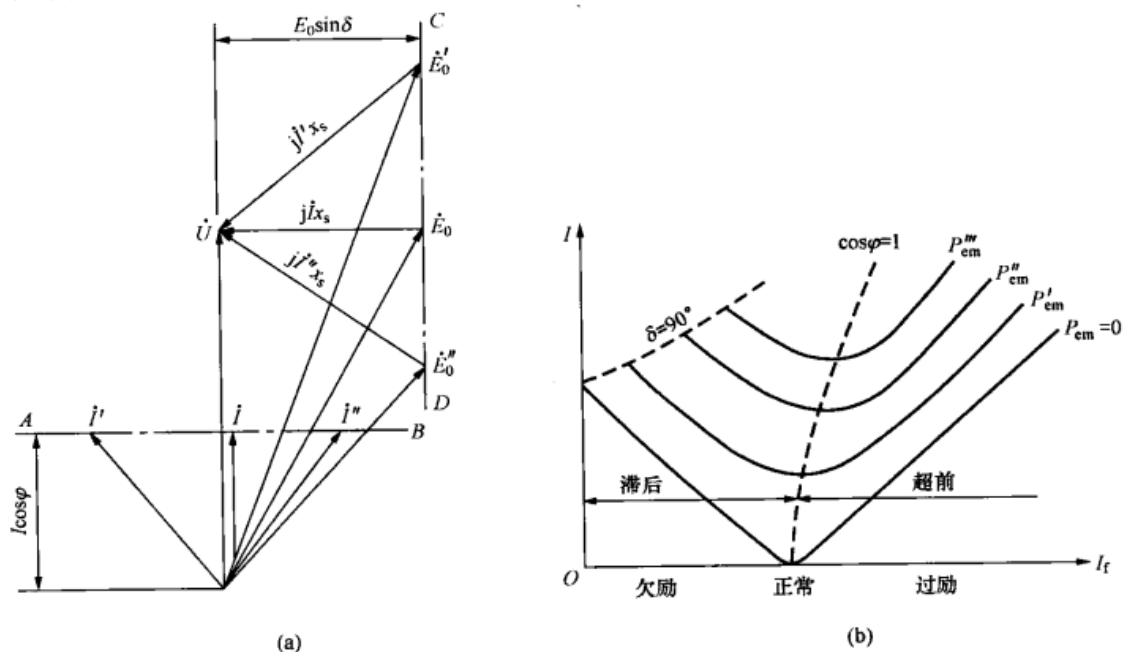 C
E₀sinδ
Ė₀′
jİ′xₛ
U̇
jİxₛ
Ė₀
jİ″xₛ
Ė₀″
D
A
İ′
İ
İ″
B
Icosφ
(a)
I
cosφ=1
P‴ₑₘ
P″ₑₘ
P′ₑₘ
Pₑₘ=0
δ=90°
滞后
超前
O
欠励
正常
过励
I_f
(b)